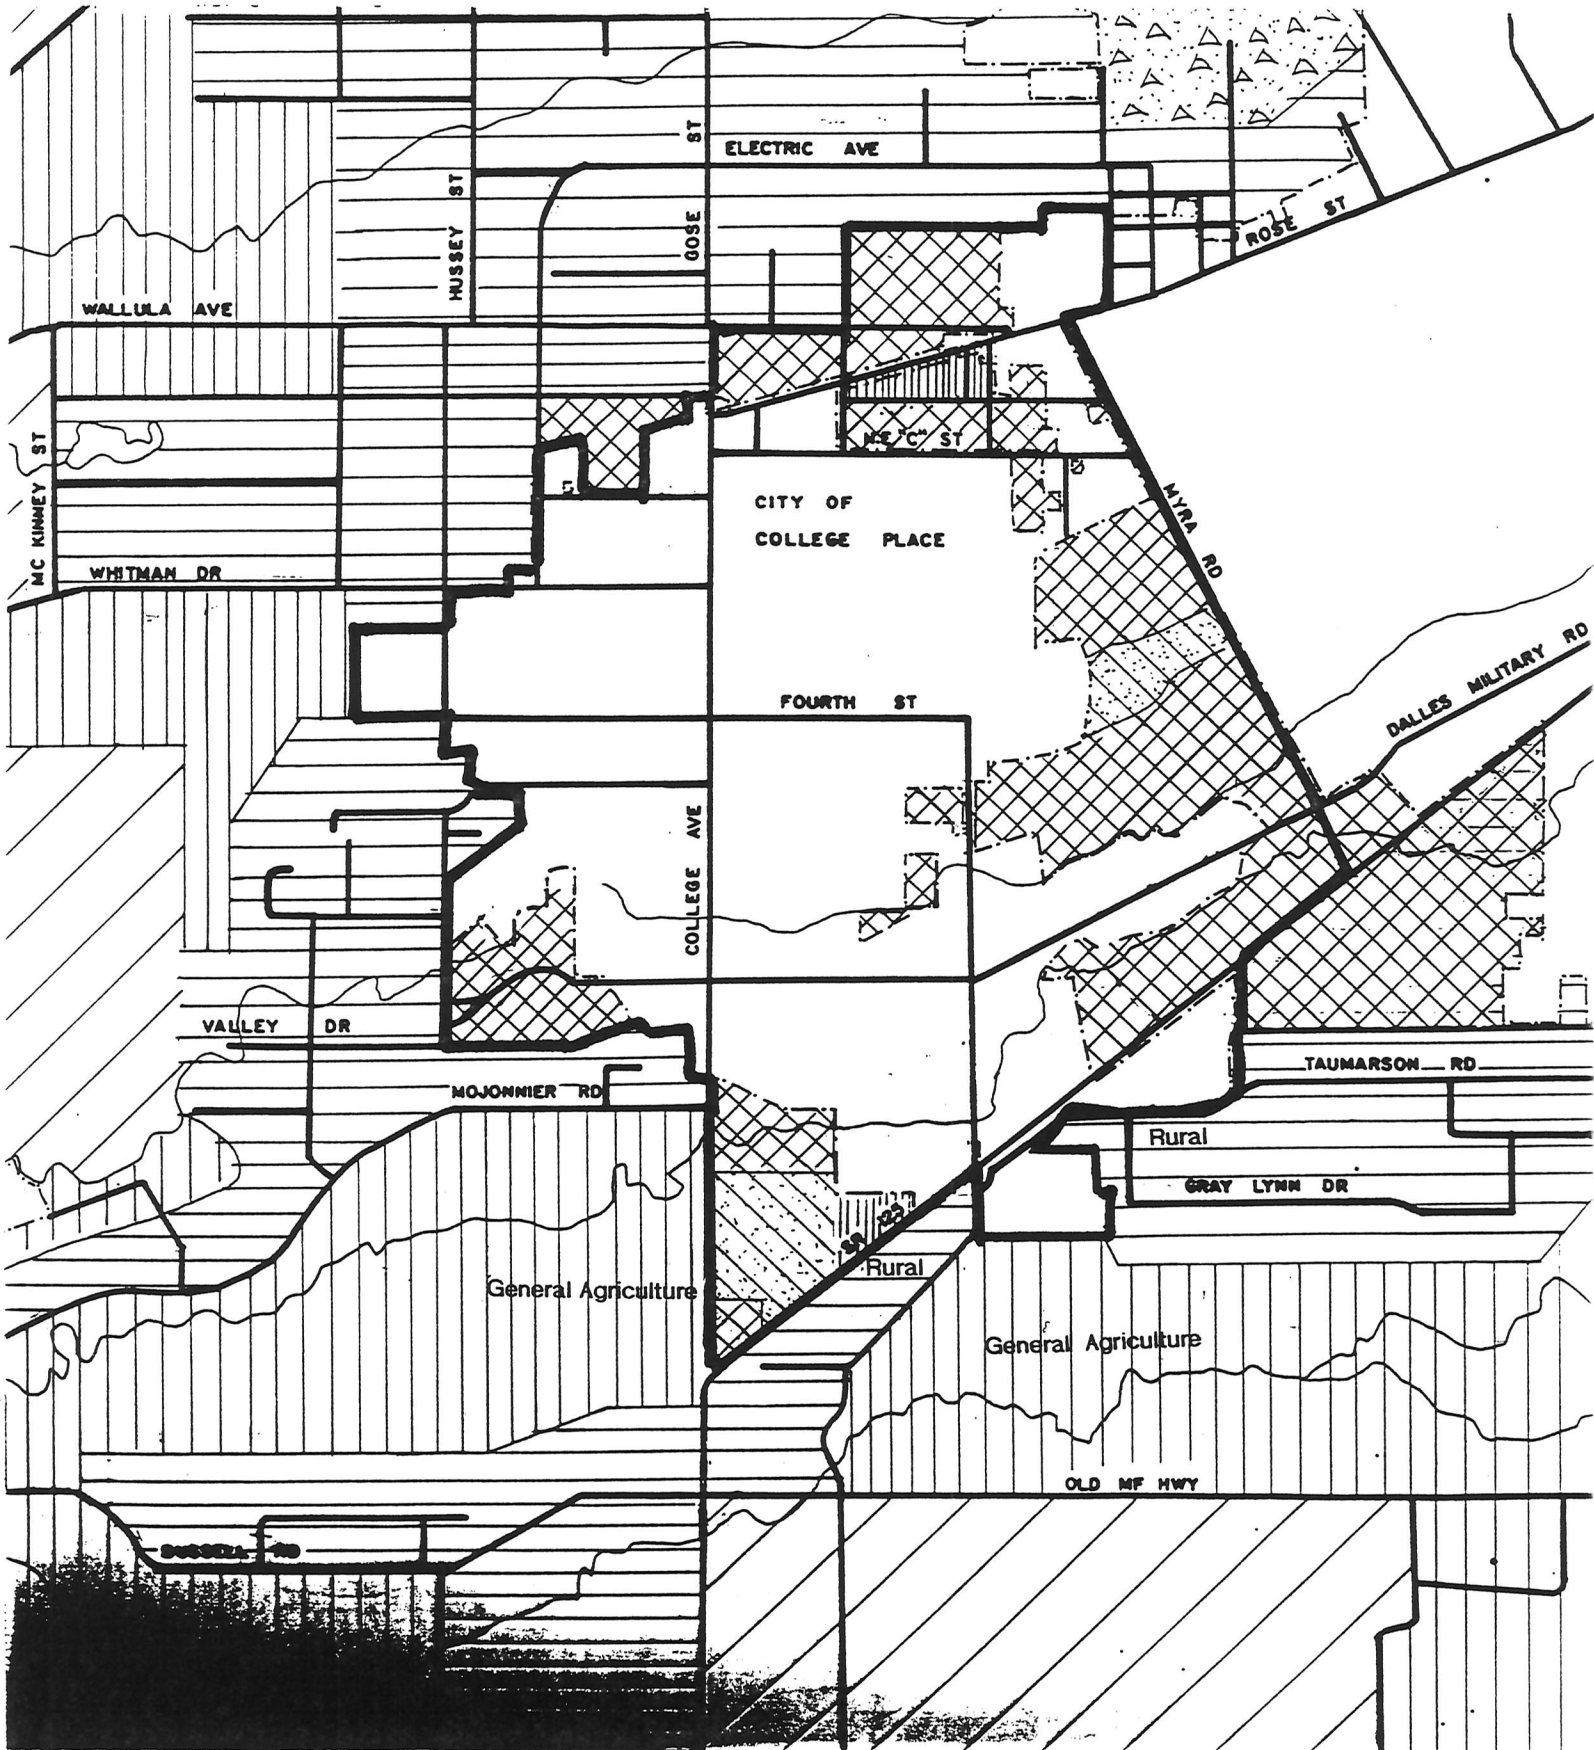 ELECTRIC AVE
GOSE ST
HUSSEY ST
ROSE ST
WALLULA AVE
N.E. "C" ST
MC KINNEY ST
CITY OF
COLLEGE PLACE
MYRA RD
WHITMAN DR
DALLES MILITARY RD
FOURTH ST
COLLEGE AVE
VALLEY DR
MOJONNIER RD
TAUMARSON RD
Rural
GRAY LYNN DR
SR 125
Rural
General Agriculture
General Agriculture
OLD MF HWY
RD